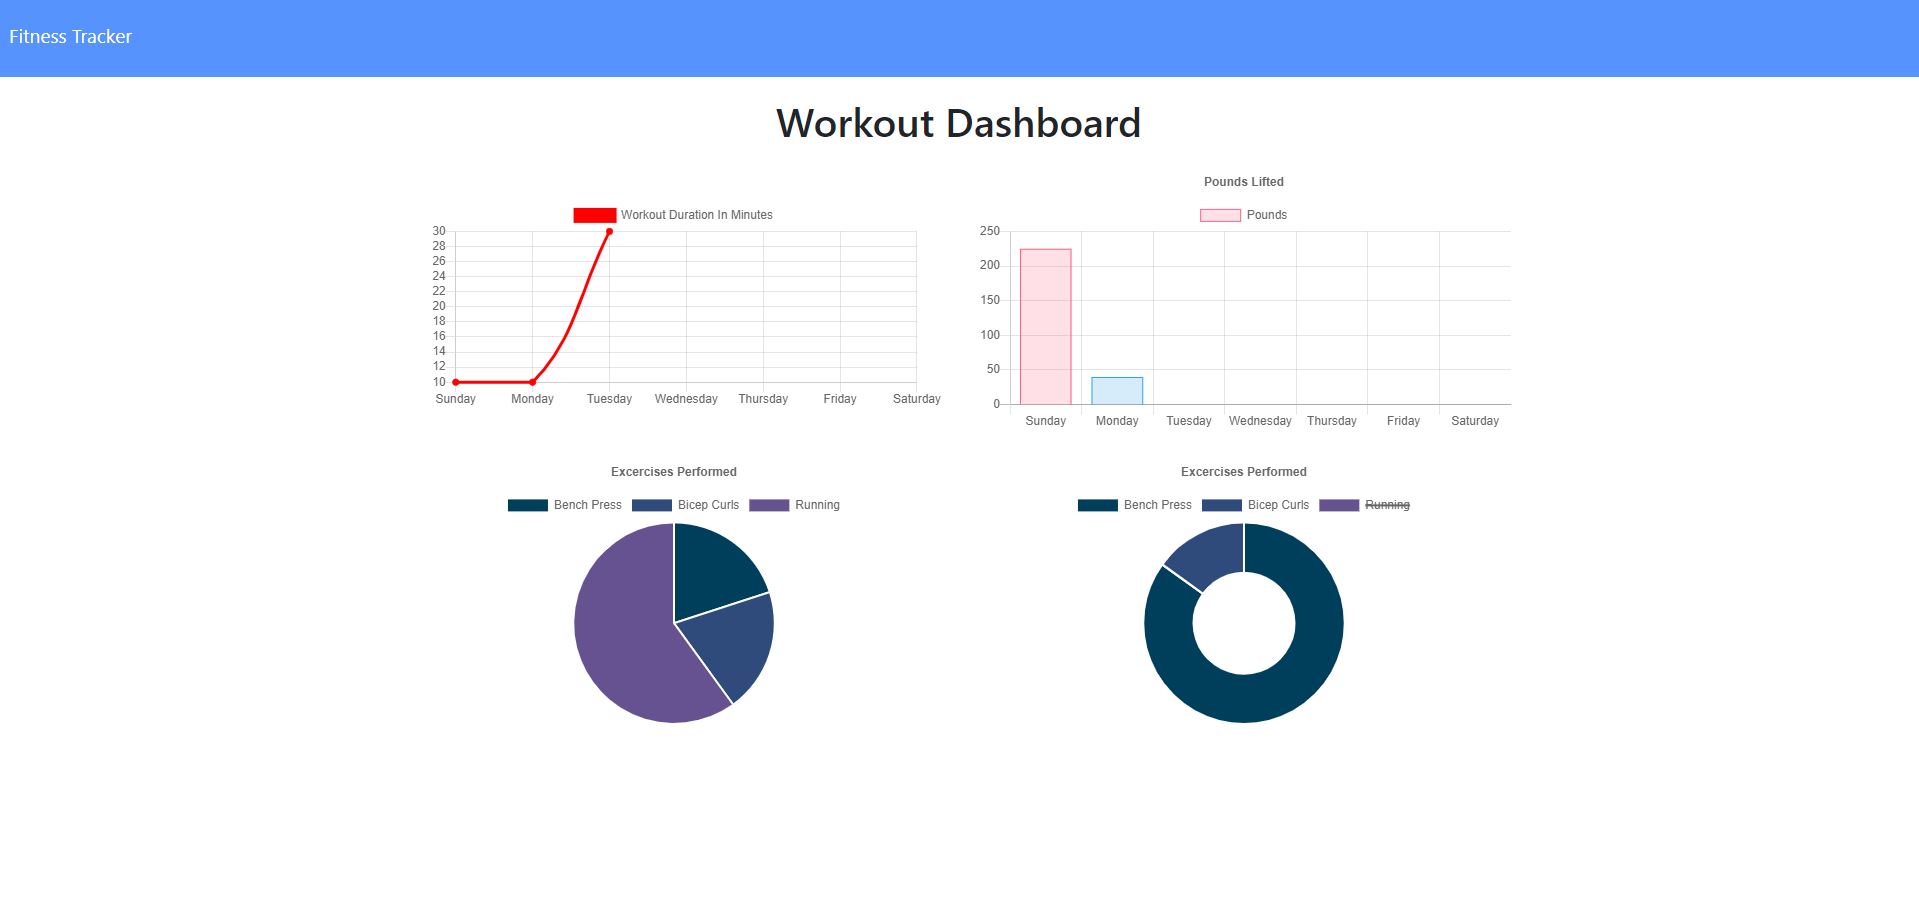 Fitness Tracker
Workout Dashboard
Workout Duration In Minutes
30
28
26
24
22
20
18
16
14
12
10
Sunday Monday Tuesday Wednesday Thursday Friday Saturday
Pounds Lifted
Pounds
250
200
150
100
50
0
Sunday Monday Tuesday Wednesday Thursday Friday Saturday
Excercises Performed
Bench Press Bicep Curls Running
Excercises Performed
Bench Press Bicep Curls Running